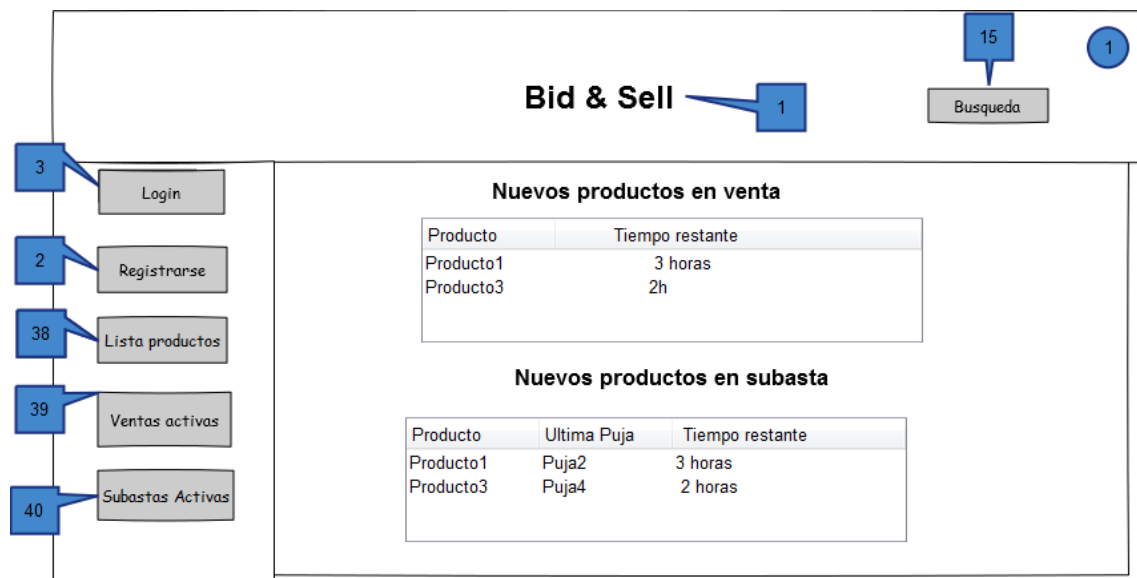 15
1
Bid & Sell
1
Busqueda
3
Login
2
Registrarse
38
Lista productos
39
Ventas activas
40
Subastas Activas
Nuevos productos en venta
Producto Tiempo restante
Producto1 3 horas
Producto3 2h
Nuevos productos en subasta
Producto Ultima Puja Tiempo restante
Producto1 Puja2 3 horas
Producto3 Puja4 2 horas